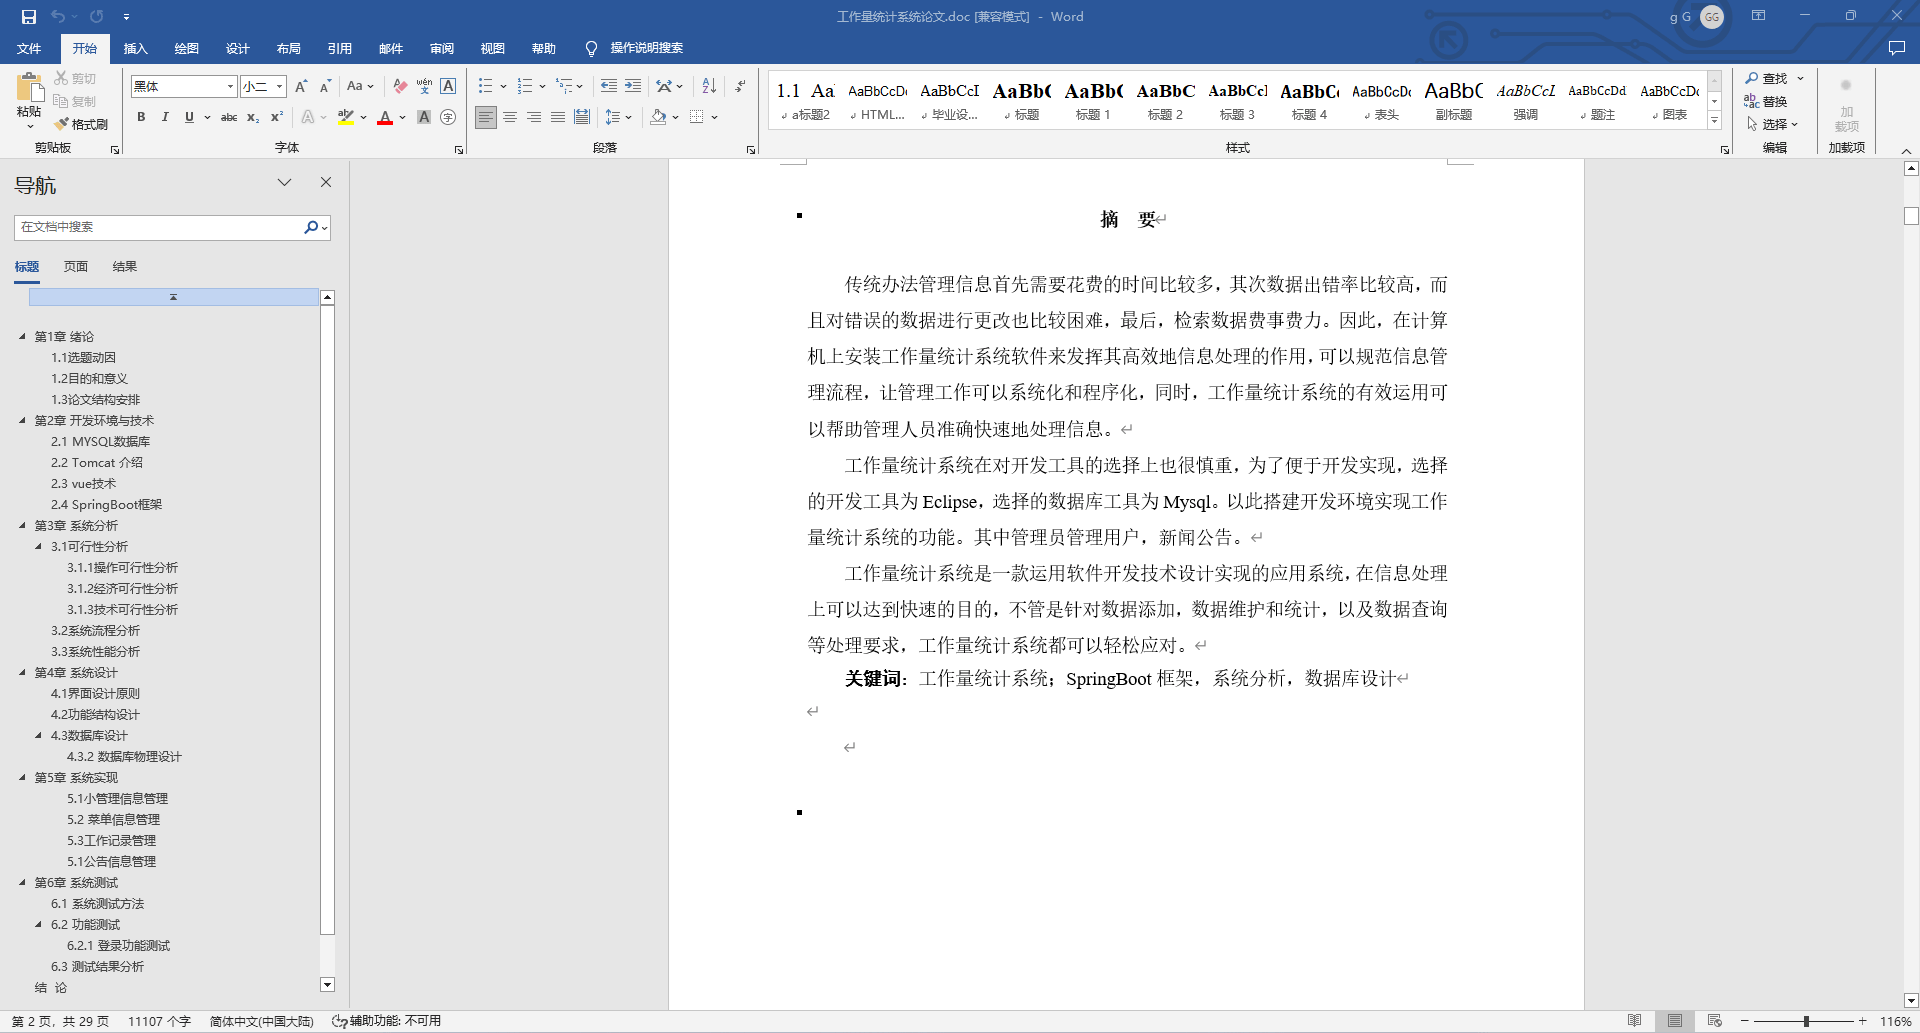 工作量统计系统论文.doc [兼容模式] - Word
g G
GG
文件 开始 插入 绘图 设计 布局 引用 邮件 审阅 视图 帮助 操作说明搜索
粘贴
剪切
复制
格式刷
剪贴板
黑体 小二
字体
段落
1.1 Aa AaBbCcD AaBbCcI AaBb( AaBb( AaBbC AaBbCcI AaBbC AaBbCcD AaBbC AaBbCcL AaBbCcDd AaBbCcD
a标题2 HTML... 毕业设... 标题 标题 1 标题 2 标题 3 标题 4 表头 副标题 强调 题注 图表
样式
查找
替换
选择
编辑
加载项
加载项
导航
在文档中搜索
标题 页面 结果
第1章 绪论
1.1选题动因
1.2目的和意义
1.3论文结构安排
第2章 开发环境与技术
2.1 MYSQL数据库
2.2 Tomcat 介绍
2.3 vue技术
2.4 SpringBoot框架
第3章 系统分析
3.1可行性分析
3.1.1操作可行性分析
3.1.2经济可行性分析
3.1.3技术可行性分析
3.2系统流程分析
3.3系统性能分析
第4章 系统设计
4.1界面设计原则
4.2功能结构设计
4.3数据库设计
4.3.2 数据库物理设计
第5章 系统实现
5.1小管理信息管理
5.2 菜单信息管理
5.3工作记录管理
5.1公告信息管理
第6章 系统测试
6.1 系统测试方法
6.2 功能测试
6.2.1 登录功能测试
6.3 测试结果分析
结 论
摘 要
传统办法管理信息首先需要花费的时间比较多，其次数据出错率比较高，而
且对错误的数据进行更改也比较困难，最后，检索数据费事费力。因此，在计算
机上安装工作量统计系统软件来发挥其高效地信息处理的作用，可以规范信息管
理流程，让管理工作可以系统化和程序化，同时，工作量统计系统的有效运用可
以帮助管理人员准确快速地处理信息。
工作量统计系统在对开发工具的选择上也很慎重，为了便于开发实现，选择
的开发工具为 Eclipse，选择的数据库工具为 Mysql。以此搭建开发环境实现工作
量统计系统的功能。其中管理员管理用户，新闻公告。
工作量统计系统是一款运用软件开发技术设计实现的应用系统，在信息处理
上可以达到快速的目的，不管是针对数据添加，数据维护和统计，以及数据查询
等处理要求，工作量统计系统都可以轻松应对。
关键词：工作量统计系统；SpringBoot 框架，系统分析，数据库设计
第 2 页，共 29 页 11107 个字 简体中文(中国大陆) 辅助功能: 不可用 116%